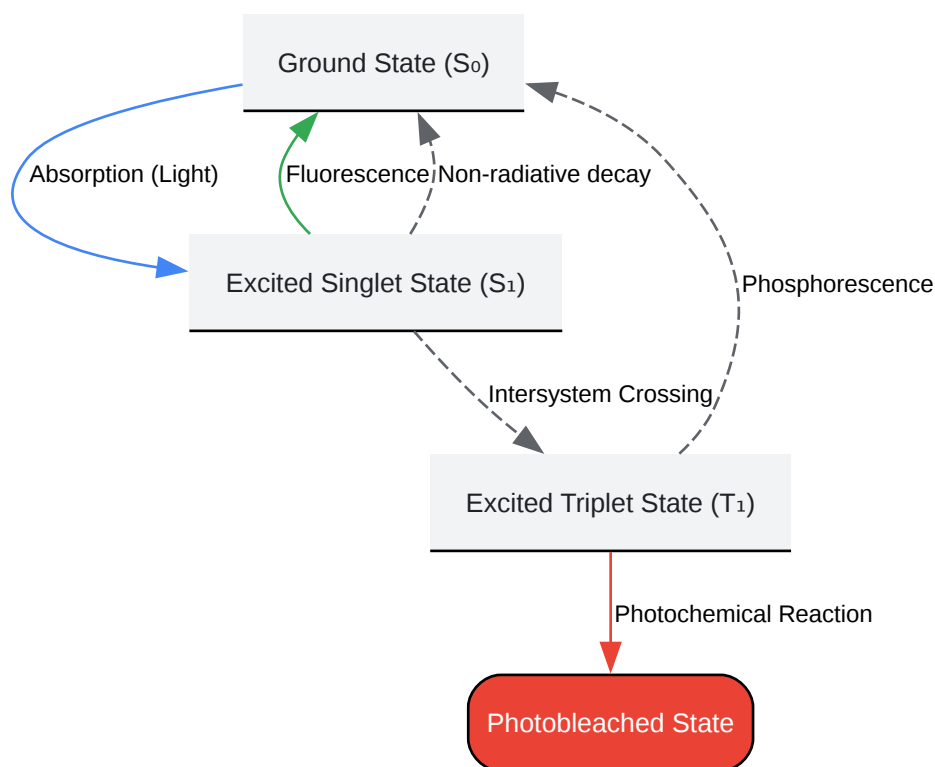 Ground State (S₀)
Absorption (Light)
Fluorescence
Non-radiative decay
Excited Singlet State (S₁)
Phosphorescence
Intersystem Crossing
Excited Triplet State (T₁)
Photochemical Reaction
Photobleached State